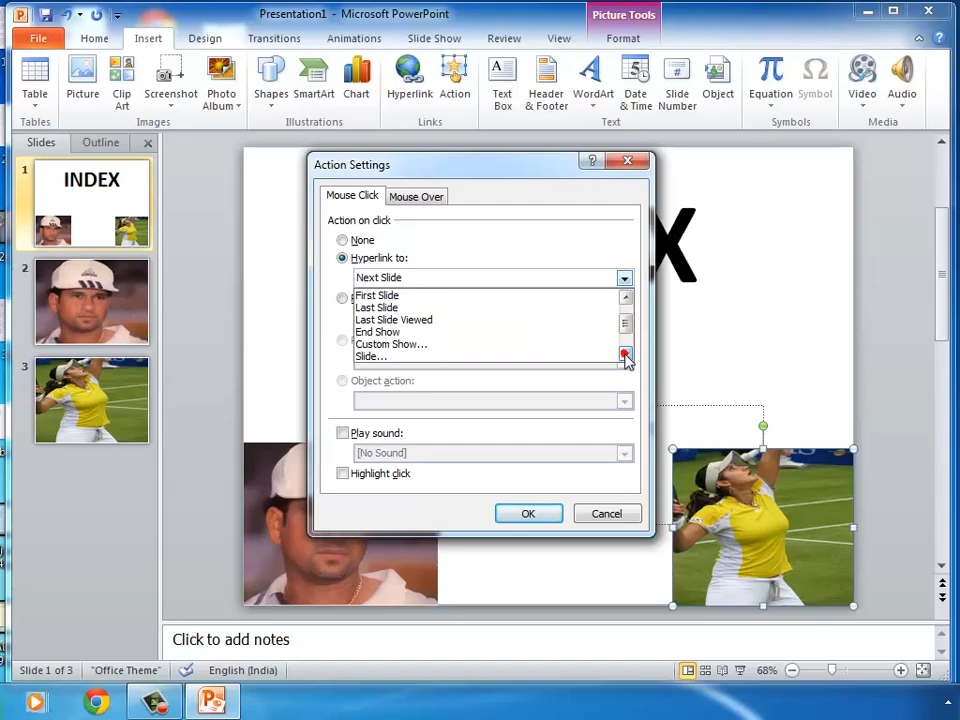 Presentation1 - Microsoft PowerPoint
Picture Tools
File Home Insert Design Transitions Animations Slide Show Review View Format
Table Picture Clip Art Screenshot Photo Album Shapes SmartArt Chart Hyperlink Action Text Box Header & Footer WordArt Date & Time Slide Number Object Equation Symbol Video Audio
Tables Images Illustrations Links Text Symbols Media
Slides Outline
1
INDEX
2
3
Action Settings
Mouse Click Mouse Over
Action on click
None
Hyperlink to:
Next Slide
First Slide
Last Slide
Last Slide Viewed
End Show
Custom Show...
Slide...
Object action:
Play sound:
[No Sound]
Highlight click
OK Cancel
X
Click to add notes
Slide 1 of 3 "Office Theme" English (India) 68%